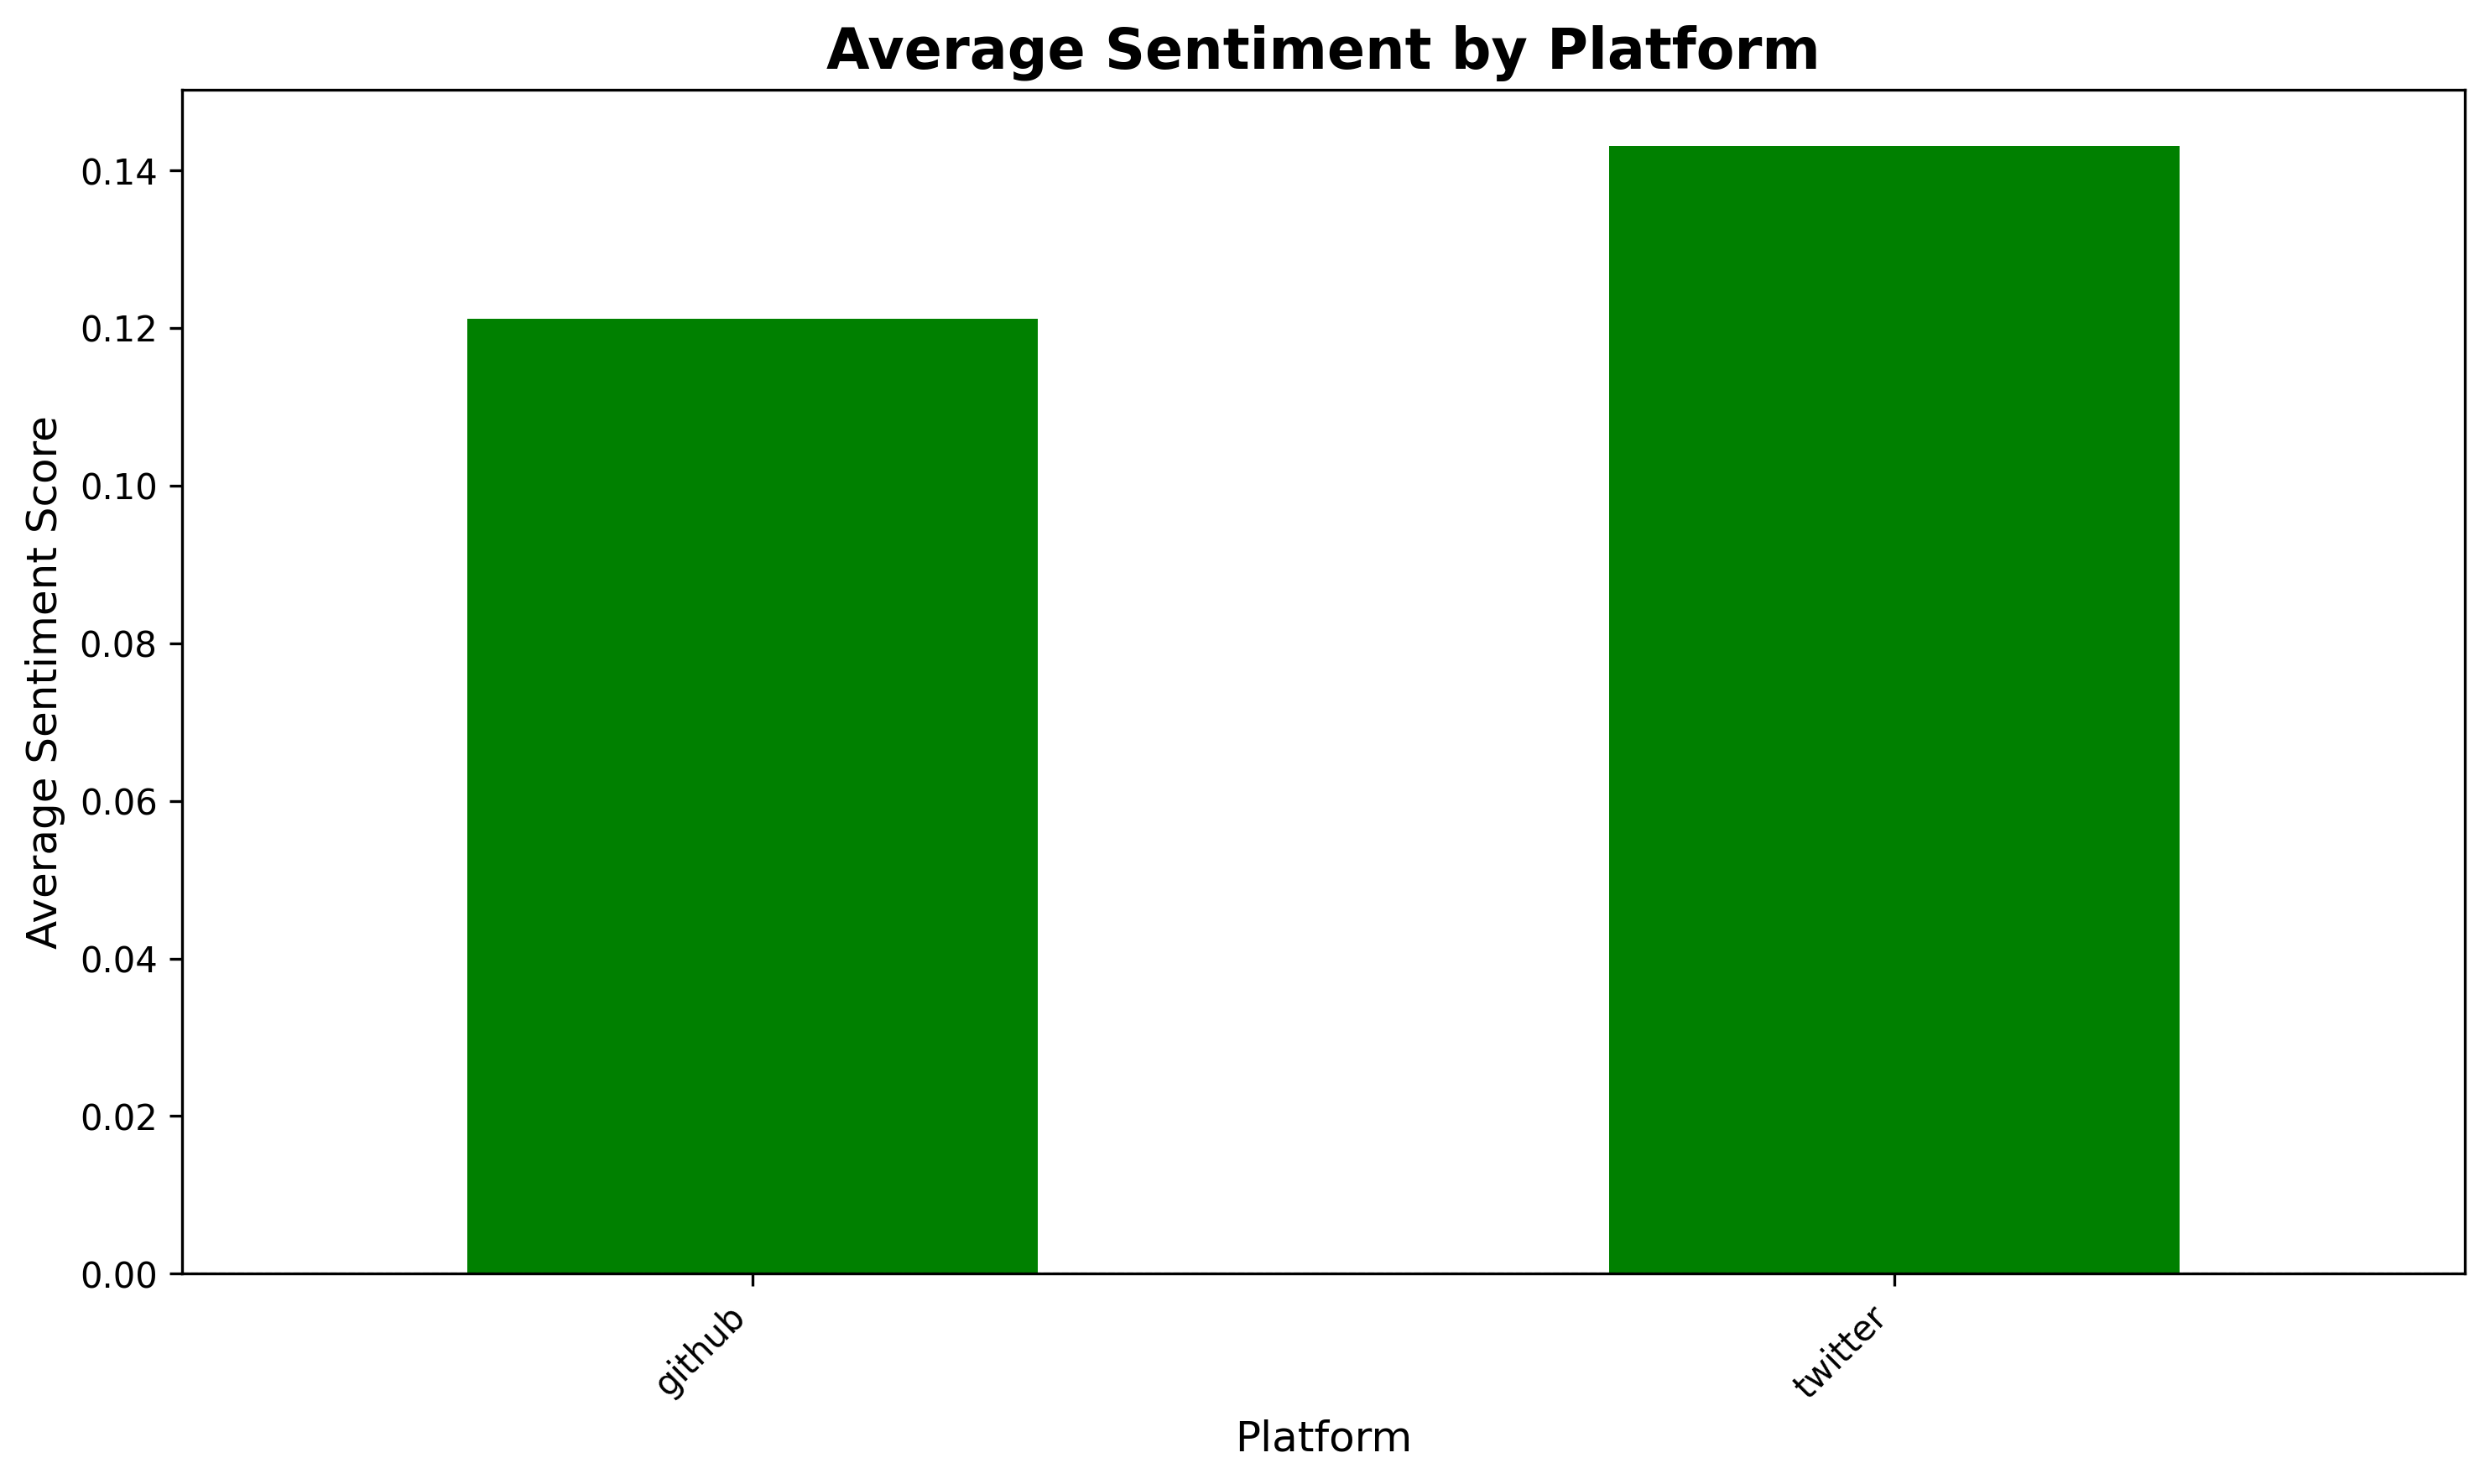 Average Sentiment by Platform
Average Sentiment Score
0.14
0.12
0.10
0.08
0.06
0.04
0.02
0.00
github
twitter
Platform